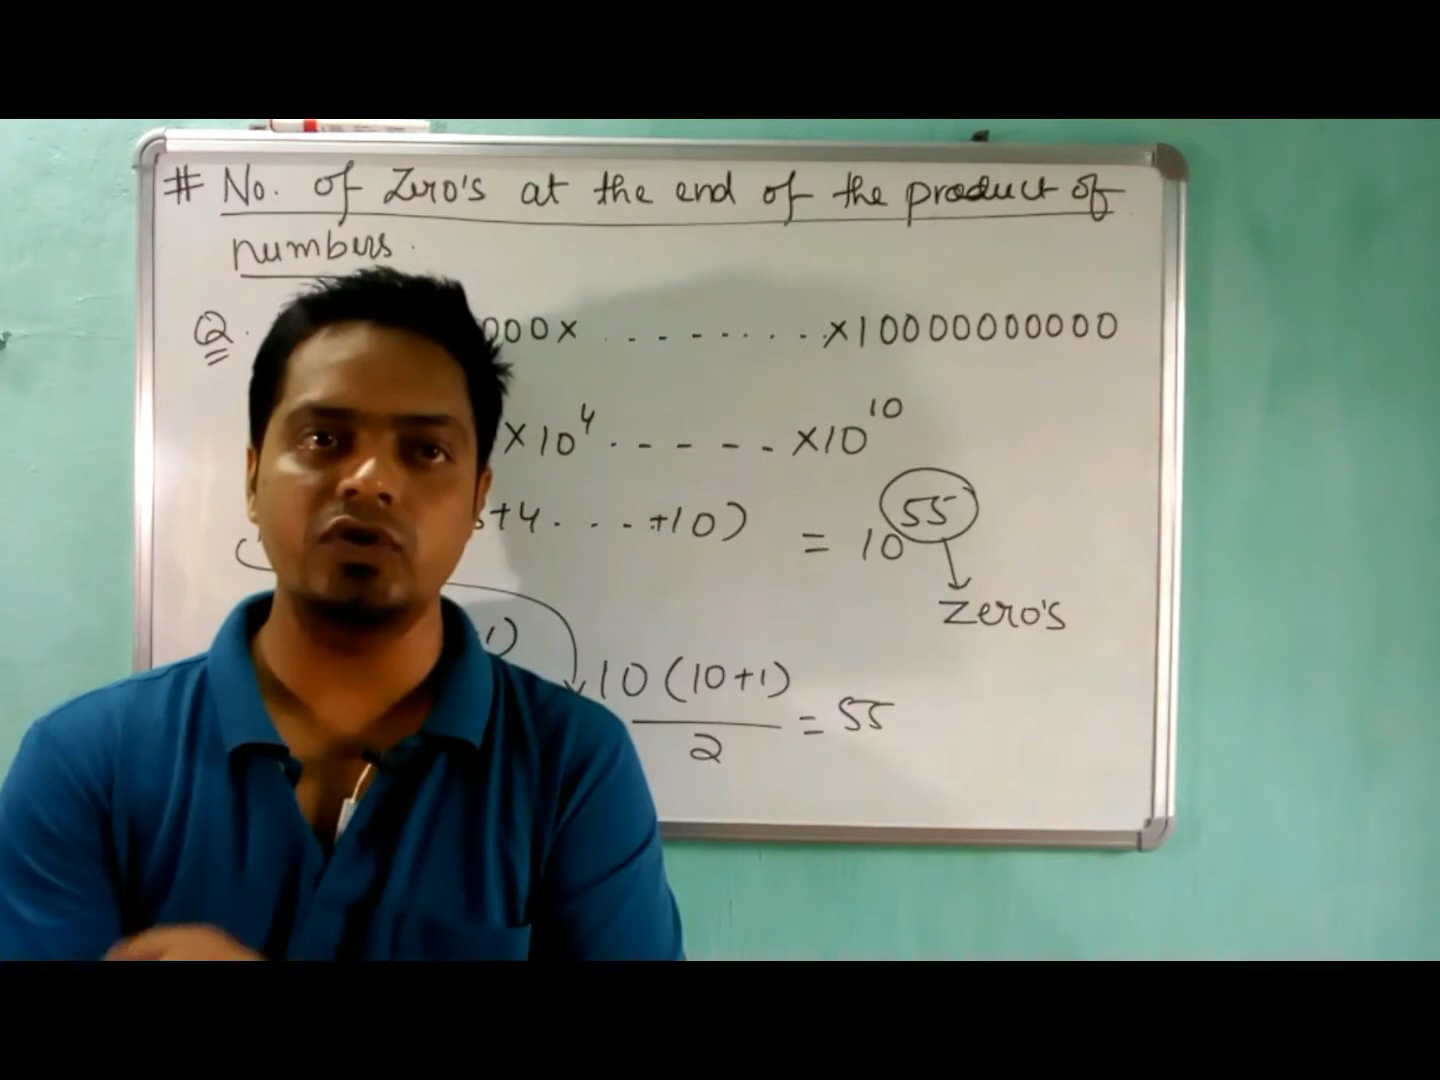 # No. of Zero's at the end of the product of
numbers.
Q. 000x . . - - - . - . . . x10000000000
x10⁴ . - - - - x10¹⁰
+4 . . . - +10) = 10⁵⁵
Zero's
10 (10+1)
2
= 55